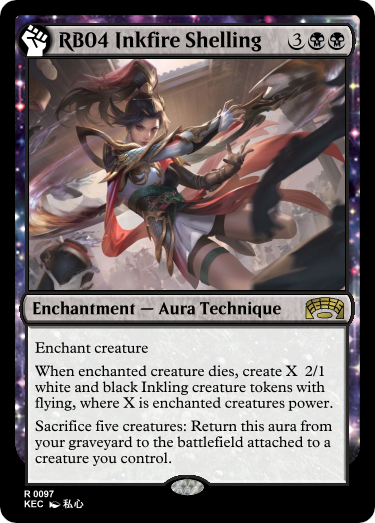 RB04 Inkfire Shelling 3
Enchantment — Aura Technique
Enchant creature
When enchanted creature dies, create X 2/1
white and black Inkling creature tokens with
flying, where X is enchanted creatures power.
Sacrifice five creatures: Return this aura from
your graveyard to the battlefield attached to a
creature you control.
R 0097
KEC 私心